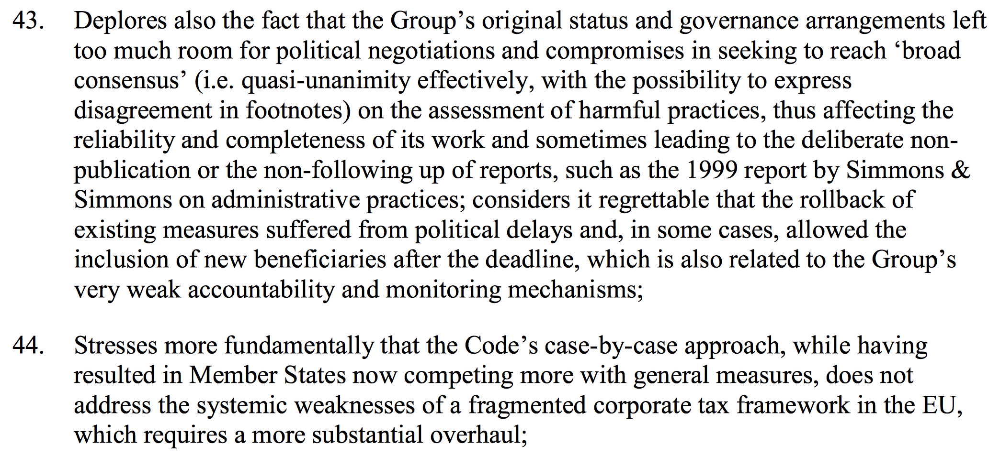 43. Deplores also the fact that the Group’s original status and governance arrangements left
too much room for political negotiations and compromises in seeking to reach ‘broad
consensus’ (i.e. quasi-unanimity effectively, with the possibility to express
disagreement in footnotes) on the assessment of harmful practices, thus affecting the
reliability and completeness of its work and sometimes leading to the deliberate non-
publication or the non-following up of reports, such as the 1999 report by Simmons &
Simmons on administrative practices; considers it regrettable that the rollback of
existing measures suffered from political delays and, in some cases, allowed the
inclusion of new beneficiaries after the deadline, which is also related to the Group’s
very weak accountability and monitoring mechanisms;
44. Stresses more fundamentally that the Code’s case-by-case approach, while having
resulted in Member States now competing more with general measures, does not
address the systemic weaknesses of a fragmented corporate tax framework in the EU,
which requires a more substantial overhaul;